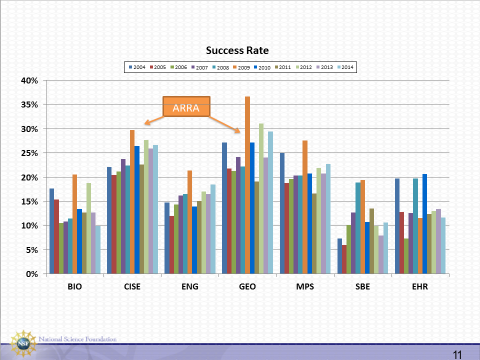 Success Rate
2004 2005 2006 2007 2008 2009 2010 2011 2012 2013 2014
40%
35%
30%
25%
20%
15%
10%
5%
0%
ARRA
BIO CISE ENG GEO MPS SBE EHR
NSF National Science Foundation
11